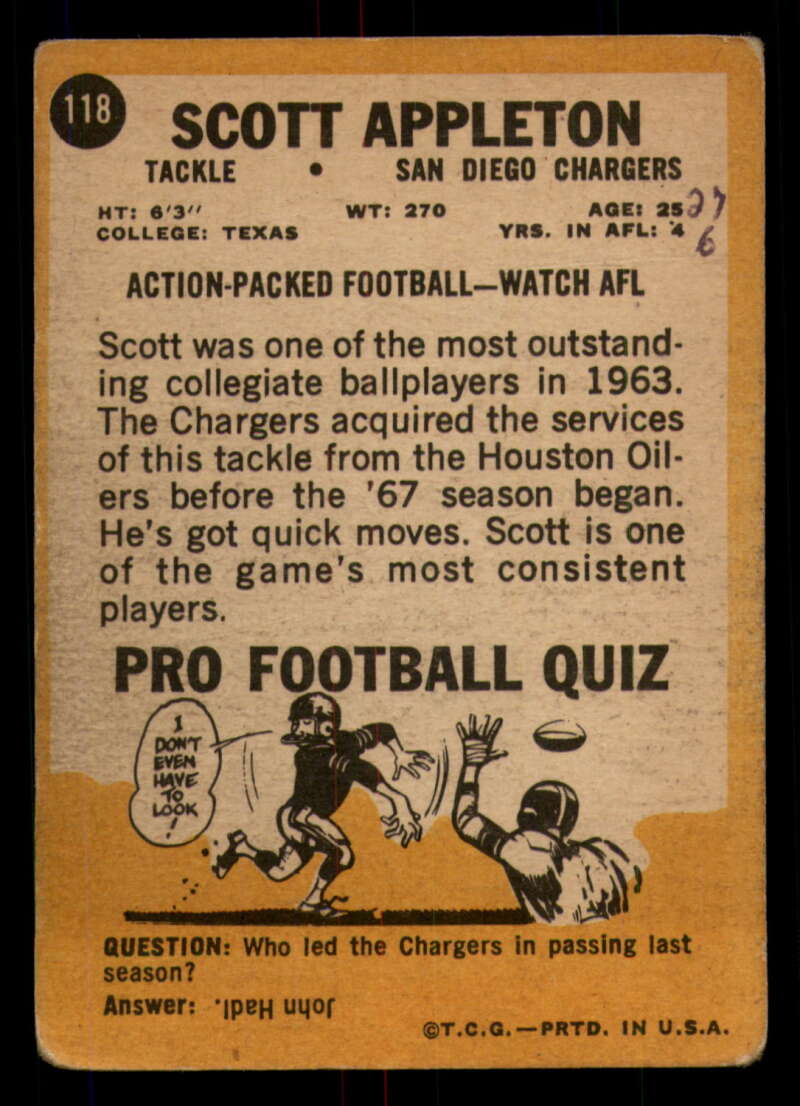 118
SCOTT APPLETON
TACKLE • SAN DIEGO CHARGERS
HT: 6'3" WT: 270 AGE: 25 27
COLLEGE: TEXAS YRS. IN AFL: 4 6
ACTION-PACKED FOOTBALL—WATCH AFL
Scott was one of the most outstand-
ing collegiate ballplayers in 1963.
The Chargers acquired the services
of this tackle from the Houston Oil-
ers before the '67 season began.
He's got quick moves. Scott is one
of the game's most consistent
players.
PRO FOOTBALL QUIZ
I
DON'T
EVEN
HAVE
TO
LOOK
!
QUESTION: Who led the Chargers in passing last
season?
Answer: John Hadl.
©T.C.G.—PRTD. IN U.S.A.